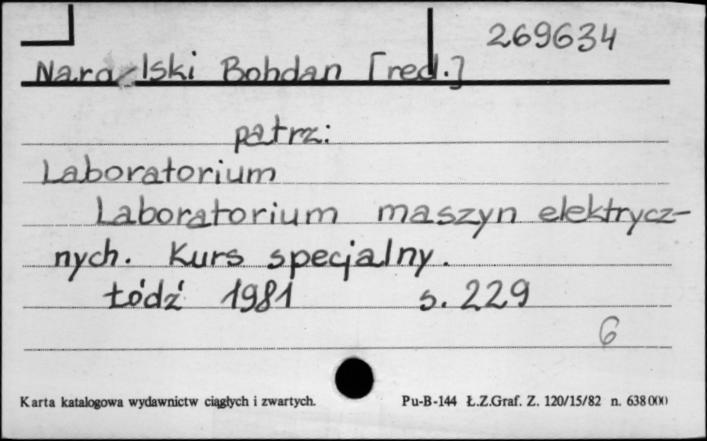 269634
Bohdan [red.]
patrz:
Laboratorium
Laboratorium maszyn elektrycz-
nych. Kurs specjalny.
Łódź 1981 s. 229
6
Karta katalogowa wydawnictw ciągłych i zwartych. Pu-B-144 Ł.Z.Graf. Z. 120/15/82 n. 638000